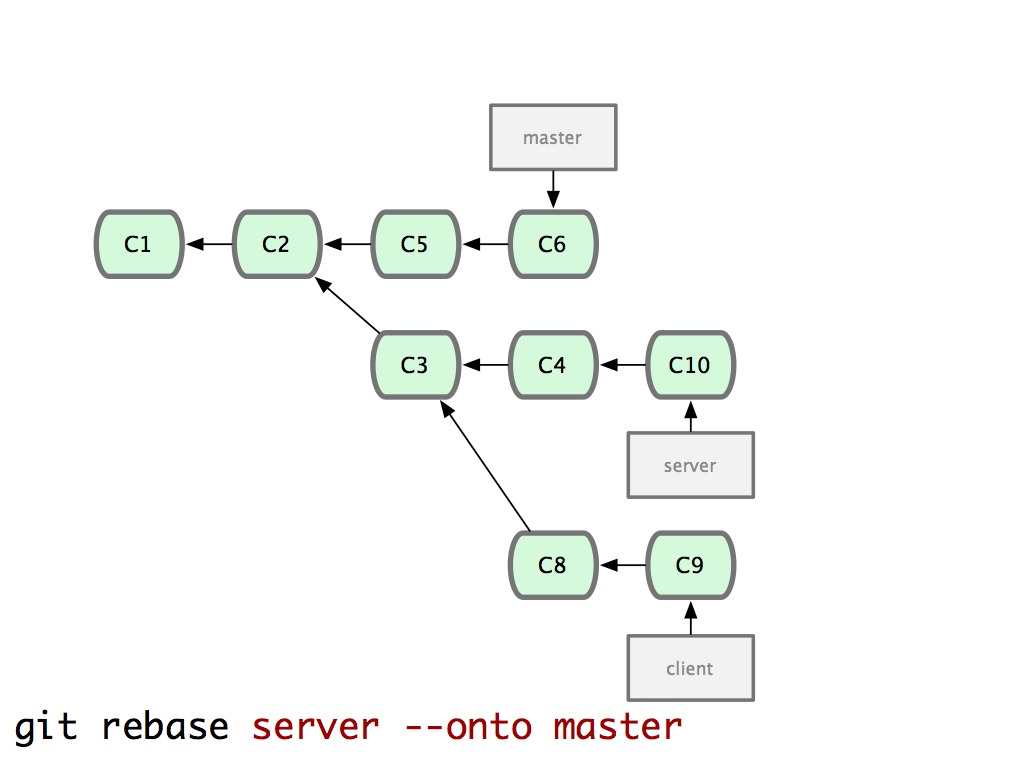 master
C1 C2 C5 C6
C3 C4 C10
server
C8 C9
client
git rebase server --onto master